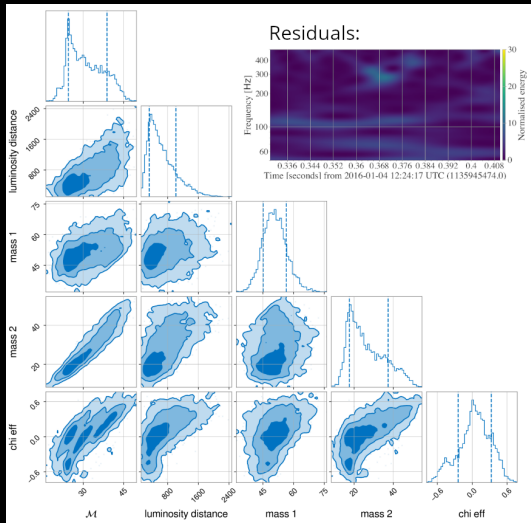 Residuals:
Frequency [Hz]
400
300
200
100
60
0.336 0.344 0.352 0.36 0.368 0.376 0.384 0.392 0.4 0.408
Time [seconds] from 2016-01-04 12:24:17 UTC (1135945474.0)
Normalised energy
30
20
10
0
luminosity distance
2400
1600
800
mass 1
75
60
45
mass 2
40
20
chi eff
0.6
0.0
-0.6
30 45
800 1600 2400
45 60 75
20 40
-0.6 0.0 0.6
ℳ luminosity distance mass 1 mass 2 chi eff